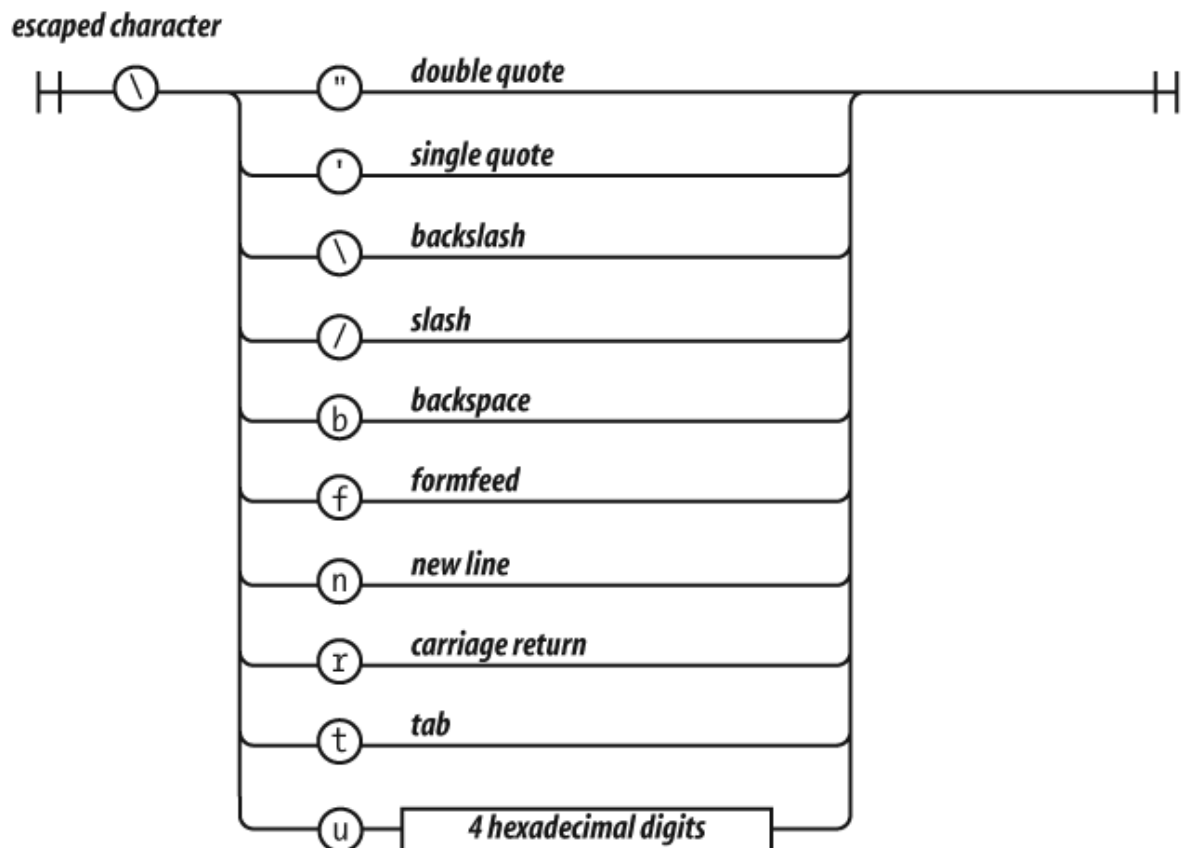 escaped character
\
" double quote
' single quote
\ backslash
/ slash
b backspace
f formfeed
n new line
r carriage return
t tab
u 4 hexadecimal digits